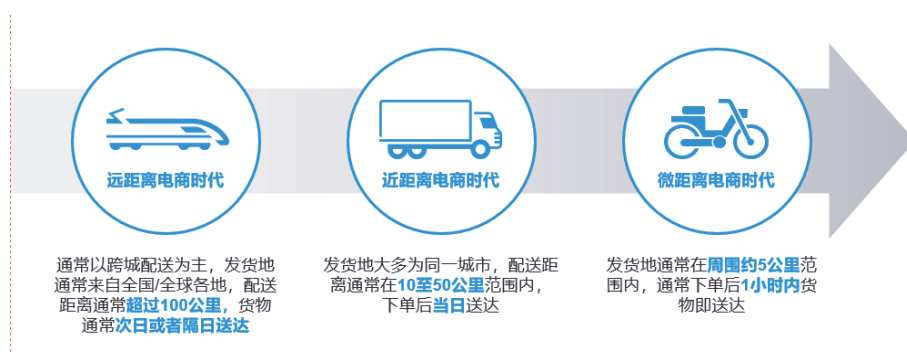 远距离电商时代
近距离电商时代
微距离电商时代
通常以跨城配送为主，发货地
通常来自全国/全球各地，配送
距离通常超过100公里，货物
通常次日或者隔日送达
发货地大多为同一城市，配送距
离通常在10至50公里范围内，
下单后当日送达
发货地通常在周围约5公里范
围内，通常下单后1小时内货
物即送达